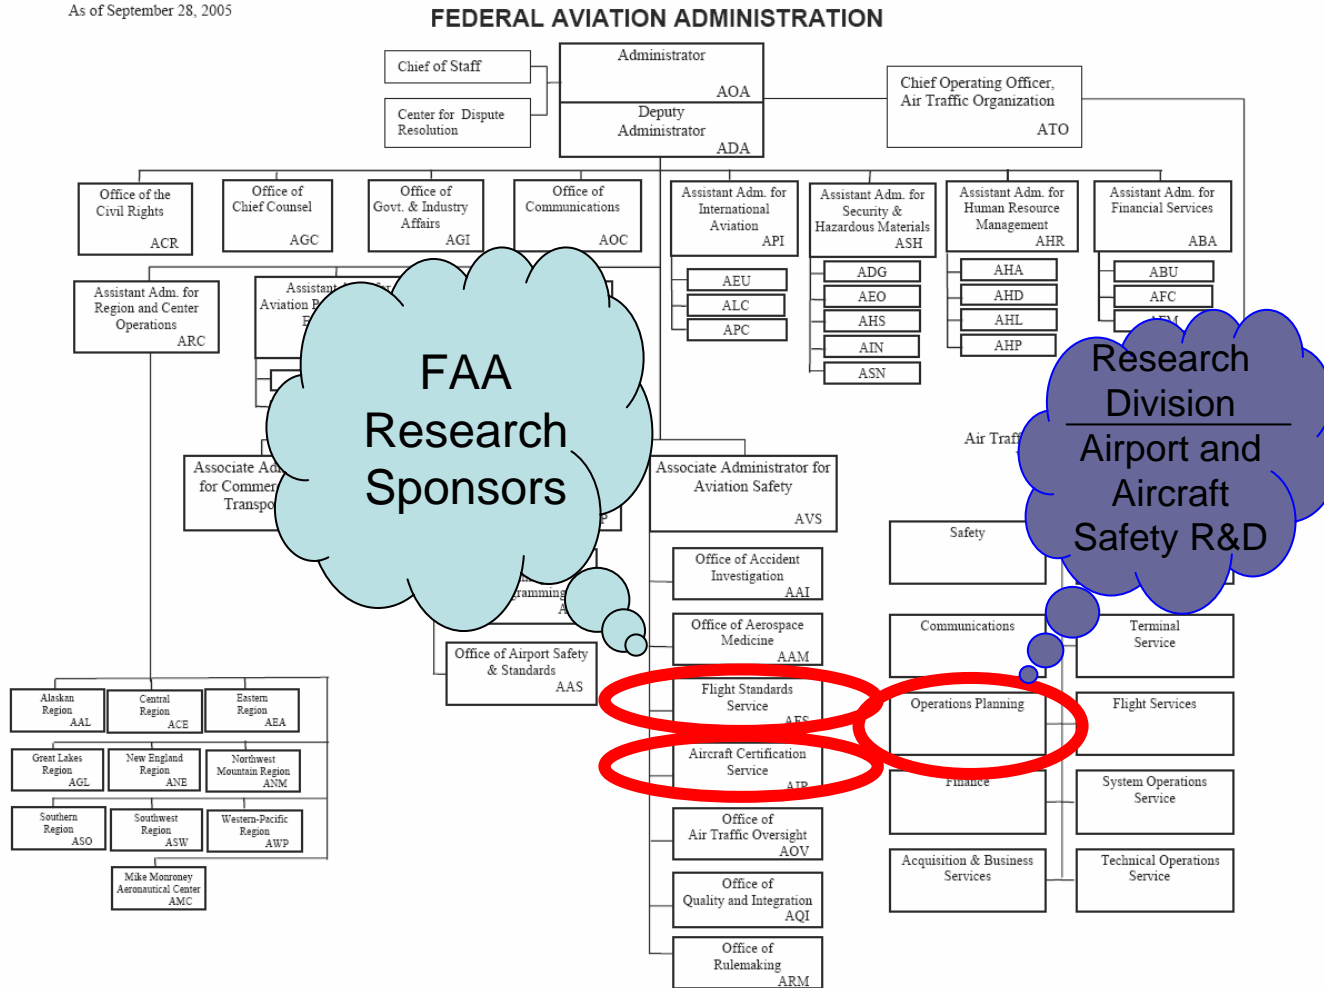 As of September 28, 2005
FEDERAL AVIATION ADMINISTRATION
Chief of Staff
Center for Dispute
Resolution
Administrator
AOA
Deputy
Administrator
ADA
Chief Operating Officer,
Air Traffic Organization
ATO
Office of the
Civil Rights
ACR
Office of
Chief Counsel
AGC
Office of
Govt. & Industry
Affairs
AGI
Office of
Communications
AOC
Assistant Adm. for
International
Aviation
API
AEU
ALC
APC
Assistant Adm. for
Security &
Hazardous Materials
ASH
ADG
AEO
AHS
AIN
ASN
Assistant Adm. for
Human Resource
Management
AHR
AHA
AHD
AHL
AHP
Assistant Adm. for
Financial Services
ABA
ABU
AFC
Assistant Adm. for
Region and Center
Operations
ARC
Aviation
FAA
Research
Sponsors
Research
Division
Airport and
Aircraft
Safety R&D
Associate
for
Associate Administrator for
Aviation Safety
AVS
Office of Accident
Investigation
AAI
Office of Aerospace
Medicine
AAM
Flight Standards
Service
AFS
Aircraft Certification
Service
AIR
Office of
Air Traffic Oversight
AOV
Office of
Quality and Integration
AQI
Office of
Rulemaking
ARM
Office of Airport Safety
& Standards
AAS
Air
Safety
Communications
Terminal
Service
Operations Planning
Flight Services
Finance
System Operations
Service
Acquisition & Business
Services
Technical Operations
Service
Alaskan
Region
AAL
Central
Region
ACE
Eastern
Region
AEA
Great Lakes
Region
AGL
New England
Region
ANE
Northwest
Mountain Region
ANM
Southern
Region
ASO
Southwest
Region
ASW
Western-Pacific
Region
AWP
Mike Monroney
Aeronautical Center
AMC